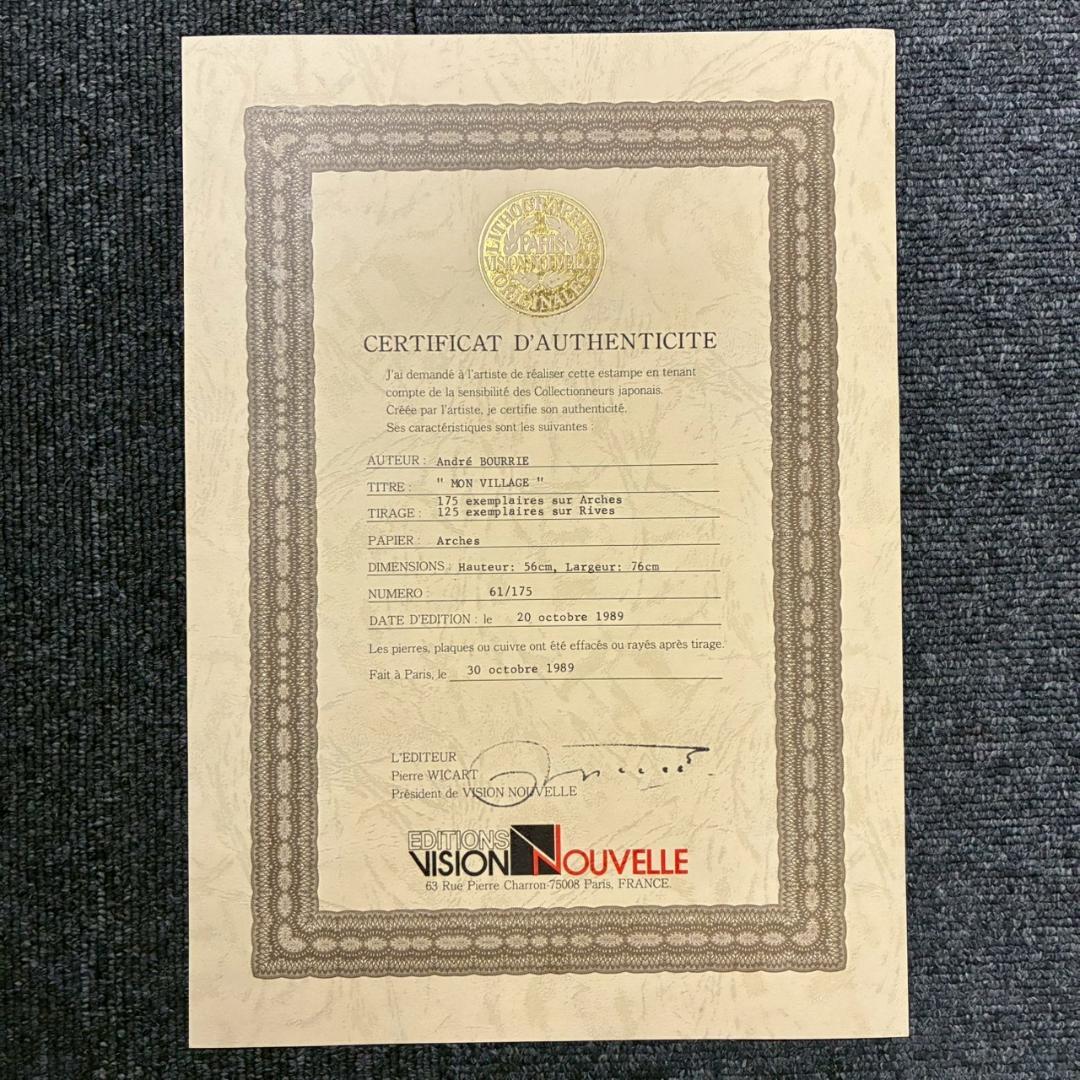 LITHOGRAPHIES
PARIS
VISION NOUVELLE
ORIGINALES
CERTIFICAT D'AUTHENTICITE
J'ai demandé à l'artiste de réaliser cette estampe en tenant
compte de la sensibilité des Collectionneurs japonais.
Créée par l'artiste, je certifie son authenticité.
Ses caractéristiques sont les suivantes :
AUTEUR : André BOURRIE
TITRE : " MON VILLAGE "
175 exemplaires sur Arches
TIRAGE : 125 exemplaires sur Rives
PAPIER : Arches
DIMENSIONS : Hauteur: 56cm, Largeur: 76cm
NUMERO : 61/175
DATE D'EDITION : le 20 octobre 1989
Les pierres, plaques ou cuivre ont été effacés ou rayés après tirage.
Fait à Paris, le 30 octobre 1989
L'EDITEUR
Pierre WICART
Président de VISION NOUVELLE
EDITIONS
VISION NOUVELLE
63 Rue Pierre Charron-75008 Paris, FRANCE.